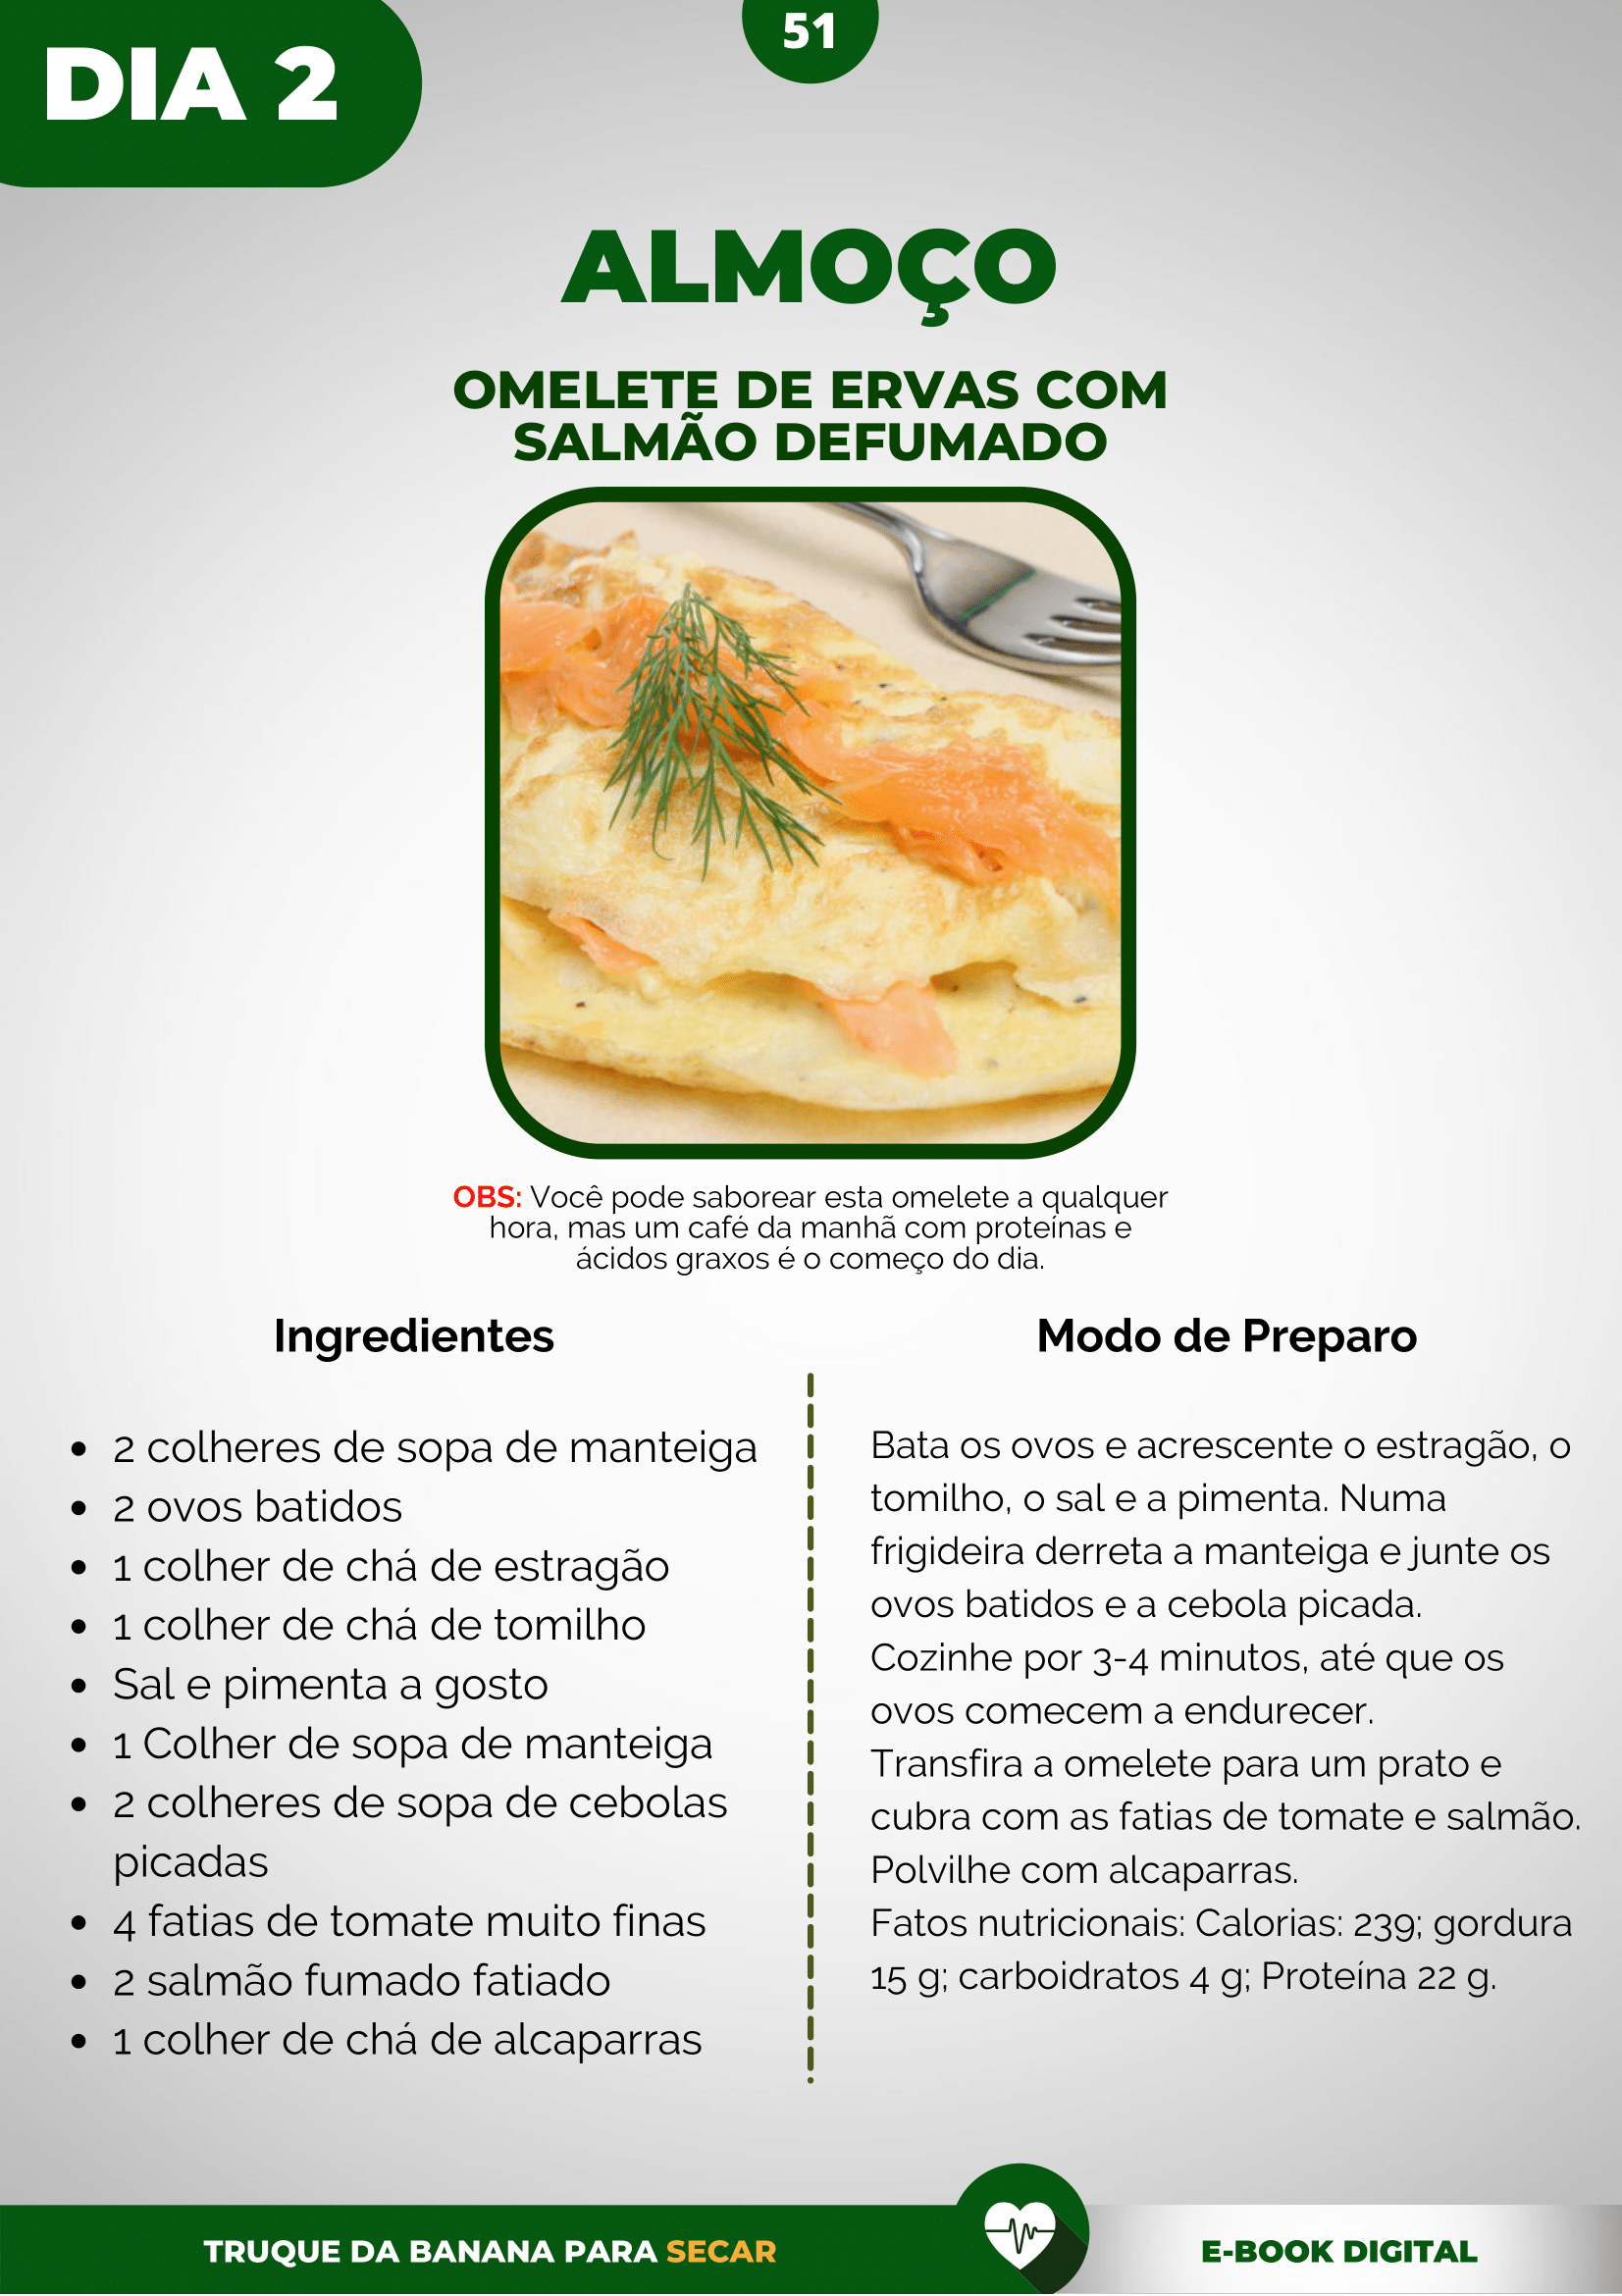 DIA 2
51
ALMOÇO
OMELETE DE ERVAS COM
SALMÃO DEFUMADO
OBS: Você pode saborear esta omelete a qualquer
hora, mas um café da manhã com proteínas e
ácidos graxos é o começo do dia.
Ingredientes
• 2 colheres de sopa de manteiga
• 2 ovos batidos
• 1 colher de chá de estragão
• 1 colher de chá de tomilho
• Sal e pimenta a gosto
• 1 Colher de sopa de manteiga
• 2 colheres de sopa de cebolas
picadas
• 4 fatias de tomate muito finas
• 2 salmão fumado fatiado
• 1 colher de chá de alcaparras
Modo de Preparo
Bata os ovos e acrescente o estragão, o
tomilho, o sal e a pimenta. Numa
frigideira derreta a manteiga e junte os
ovos batidos e a cebola picada.
Cozinhe por 3-4 minutos, até que os
ovos comecem a endurecer.
Transfira a omelete para um prato e
cubra com as fatias de tomate e salmão.
Polvilhe com alcaparras.
Fatos nutricionais: Calorias: 239; gordura
15 g; carboidratos 4 g; Proteína 22 g.
TRUQUE DA BANANA PARA SECAR
E-BOOK DIGITAL